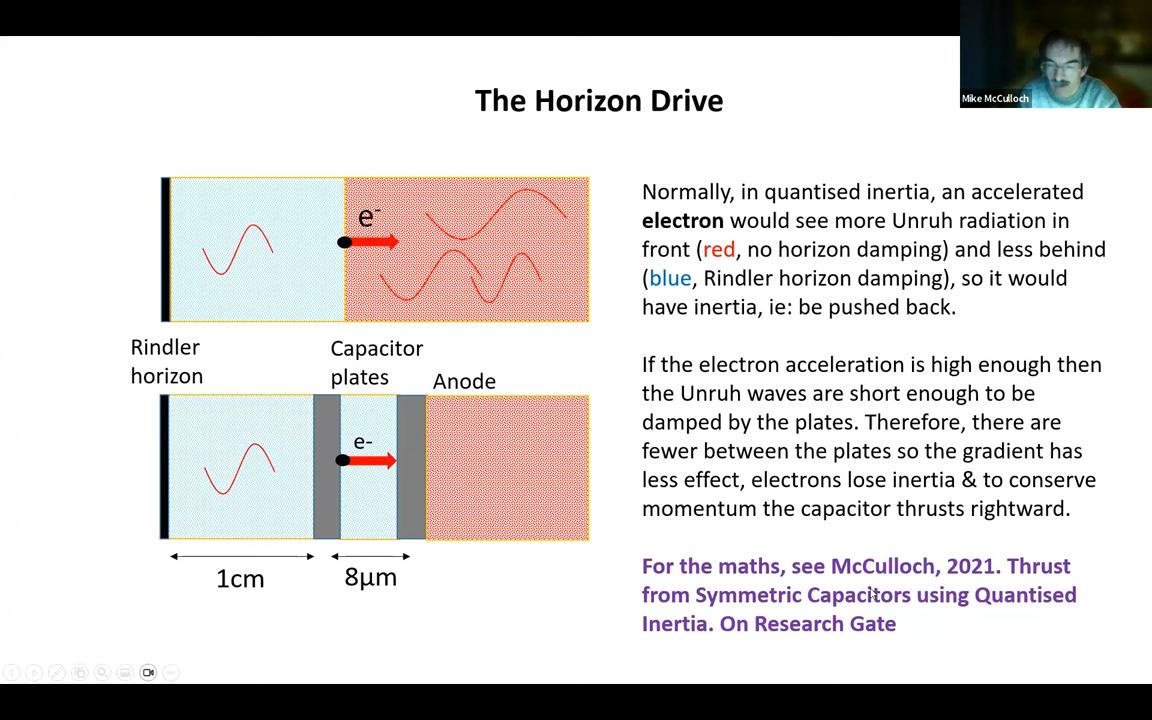 The Horizon Drive
Mike McCulloch
e-
Rindler
horizon
Capacitor
plates
Anode
e-
1cm
8µm
Normally, in quantised inertia, an accelerated
electron would see more Unruh radiation in
front (red, no horizon damping) and less behind
(blue, Rindler horizon damping), so it would
have inertia, ie: be pushed back.
If the electron acceleration is high enough then
the Unruh waves are short enough to be
damped by the plates. Therefore, there are
fewer between the plates so the gradient has
less effect, electrons lose inertia & to conserve
momentum the capacitor thrusts rightward.
For the maths, see McCulloch, 2021. Thrust
from Symmetric Capacitors using Quantised
Inertia. On Research Gate